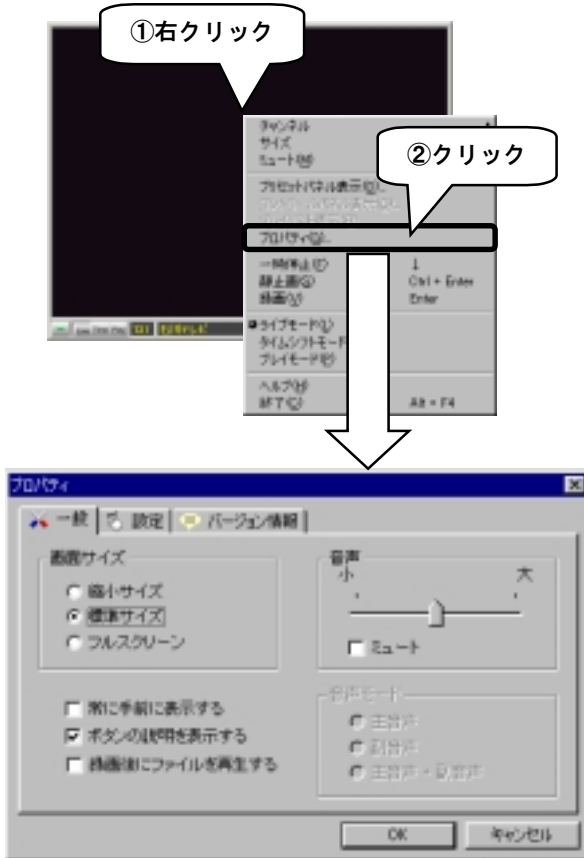 ①右クリック
チャンネル
サイズ
ミュート(M)
②クリック
プリセットパネル表示(Q)...
プロパティ(G)...
一時停止(Z) ↓
静止画(S) Ctrl + Enter
録画(V) Enter
ライブモード(L)
タイムシフトモード
プレイモード(P)
ヘルプ(H)
終了(C) Alt + F4
プロパティ
一般 設定 バージョン情報
画面サイズ
縮小サイズ
標準サイズ
フルスクリーン
音声
小 大
ミュート
常に手前に表示する
ボタンの説明を表示する
録画後にファイルを再生する
音声モード
主音声
副音声
主音声・副音声
OK キャンセル